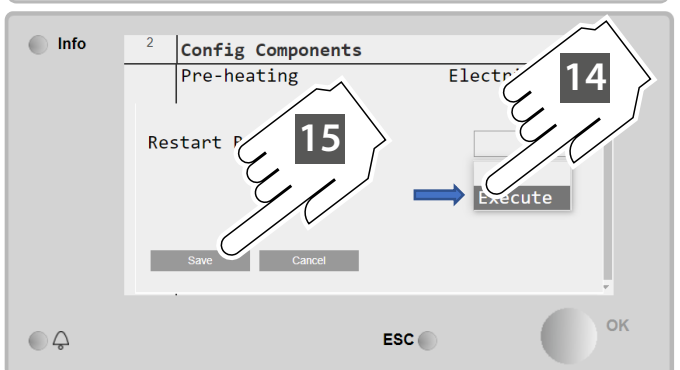 Info
2
Config Components
Pre-heating
14
Restart
15
Execute
Save
Cancel
ESC
OK